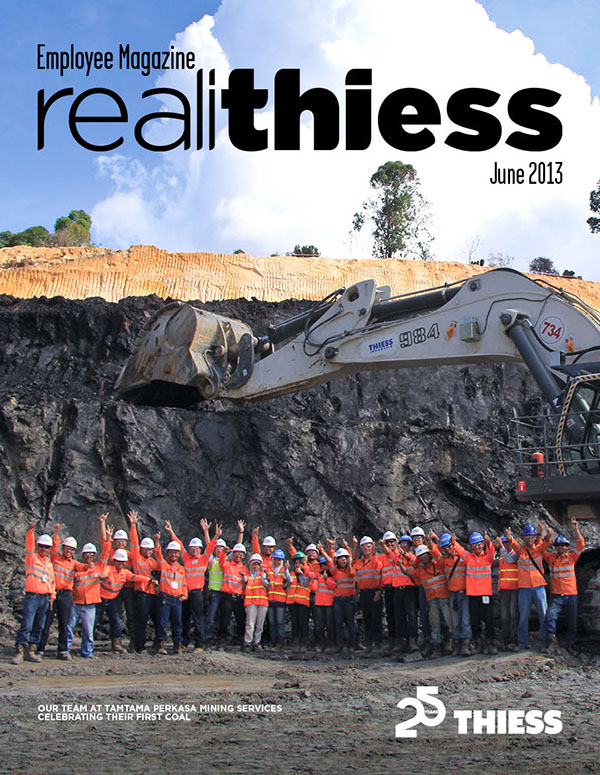 Employee Magazine
realithiess
June 2013
THIESS
984
734
OUR TEAM AT TAMTAMA PERKASA MINING SERVICES
CELEBRATING THEIR FIRST COAL
25
YEARS
THIESS